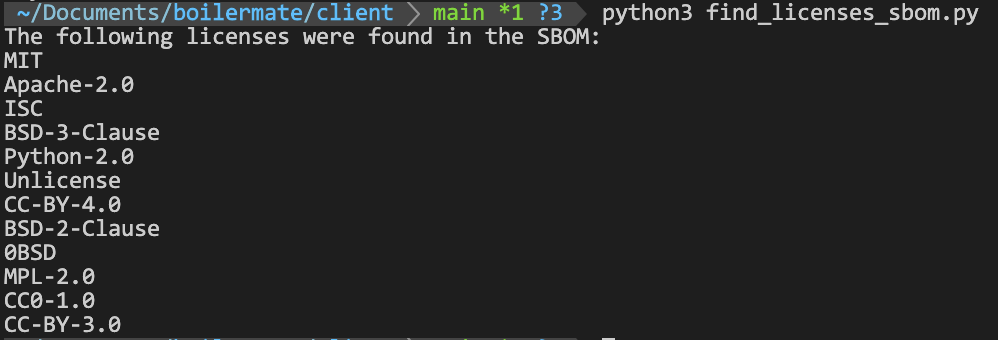 ~/Documents/boilermate/client main *1 ?3 python3 find_licenses_sbom.py
The following licenses were found in the SBOM:
MIT
Apache-2.0
ISC
BSD-3-Clause
Python-2.0
Unlicense
CC-BY-4.0
BSD-2-Clause
0BSD
MPL-2.0
CC0-1.0
CC-BY-3.0